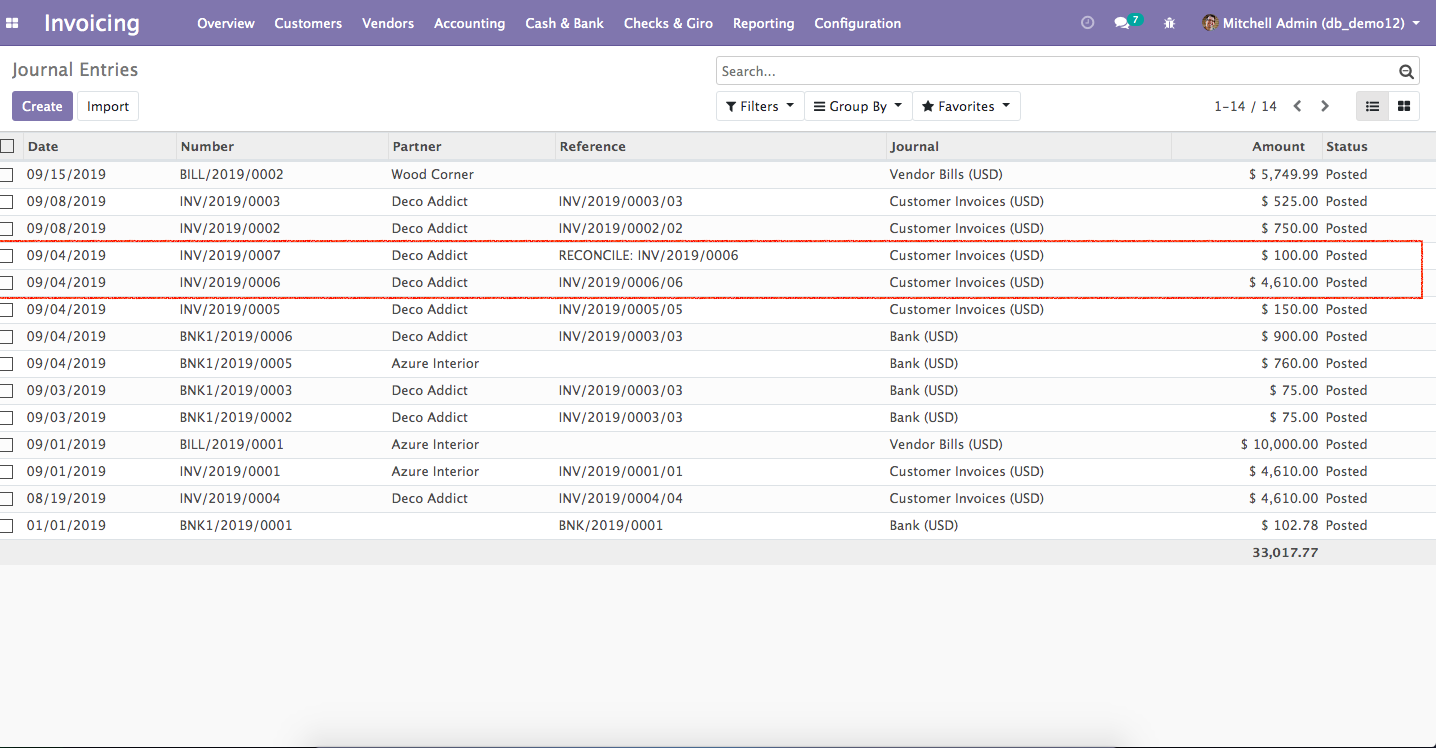 Invoicing Overview Customers Vendors Accounting Cash & Bank Checks & Giro Reporting Configuration 7 Mitchell Admin (db_demo12)
Journal Entries Search...
Create Import Filters Group By Favorites 1-14 / 14
Date Number Partner Reference Journal Amount Status
09/15/2019 BILL/2019/0002 Wood Corner Vendor Bills (USD) $ 5,749.99 Posted
09/08/2019 INV/2019/0003 Deco Addict INV/2019/0003/03 Customer Invoices (USD) $ 525.00 Posted
09/08/2019 INV/2019/0002 Deco Addict INV/2019/0002/02 Customer Invoices (USD) $ 750.00 Posted
09/04/2019 INV/2019/0007 Deco Addict RECONCILE: INV/2019/0006 Customer Invoices (USD) $ 100.00 Posted
09/04/2019 INV/2019/0006 Deco Addict INV/2019/0006/06 Customer Invoices (USD) $ 4,610.00 Posted
09/04/2019 INV/2019/0005 Deco Addict INV/2019/0005/05 Customer Invoices (USD) $ 150.00 Posted
09/04/2019 BNK1/2019/0006 Deco Addict INV/2019/0003/03 Bank (USD) $ 900.00 Posted
09/04/2019 BNK1/2019/0005 Azure Interior Bank (USD) $ 760.00 Posted
09/03/2019 BNK1/2019/0003 Deco Addict INV/2019/0003/03 Bank (USD) $ 75.00 Posted
09/03/2019 BNK1/2019/0002 Deco Addict INV/2019/0003/03 Bank (USD) $ 75.00 Posted
09/01/2019 BILL/2019/0001 Azure Interior Vendor Bills (USD) $ 10,000.00 Posted
09/01/2019 INV/2019/0001 Azure Interior INV/2019/0001/01 Customer Invoices (USD) $ 4,610.00 Posted
08/19/2019 INV/2019/0004 Deco Addict INV/2019/0004/04 Customer Invoices (USD) $ 4,610.00 Posted
01/01/2019 BNK1/2019/0001 BNK/2019/0001 Bank (USD) $ 102.78 Posted
33,017.77